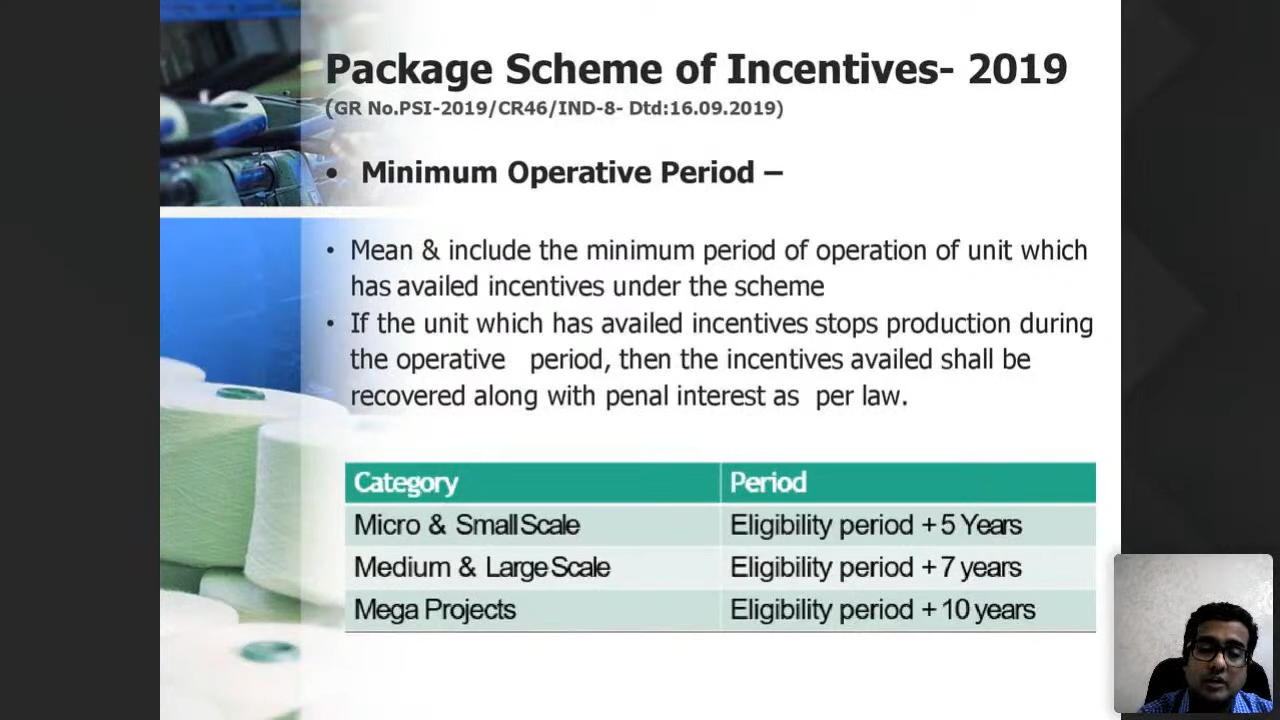 Package Scheme of Incentives- 2019
(GR No.PSI-2019/CR46/IND-8- Dtd:16.09.2019)
• Minimum Operative Period –
• Mean & include the minimum period of operation of unit which
has availed incentives under the scheme
• If the unit which has availed incentives stops production during
the operative period, then the incentives availed shall be
recovered along with penal interest as per law.
Category Period
Micro & Small Scale Eligibility period + 5 Years
Medium & Large Scale Eligibility period + 7 years
Mega Projects Eligibility period + 10 years